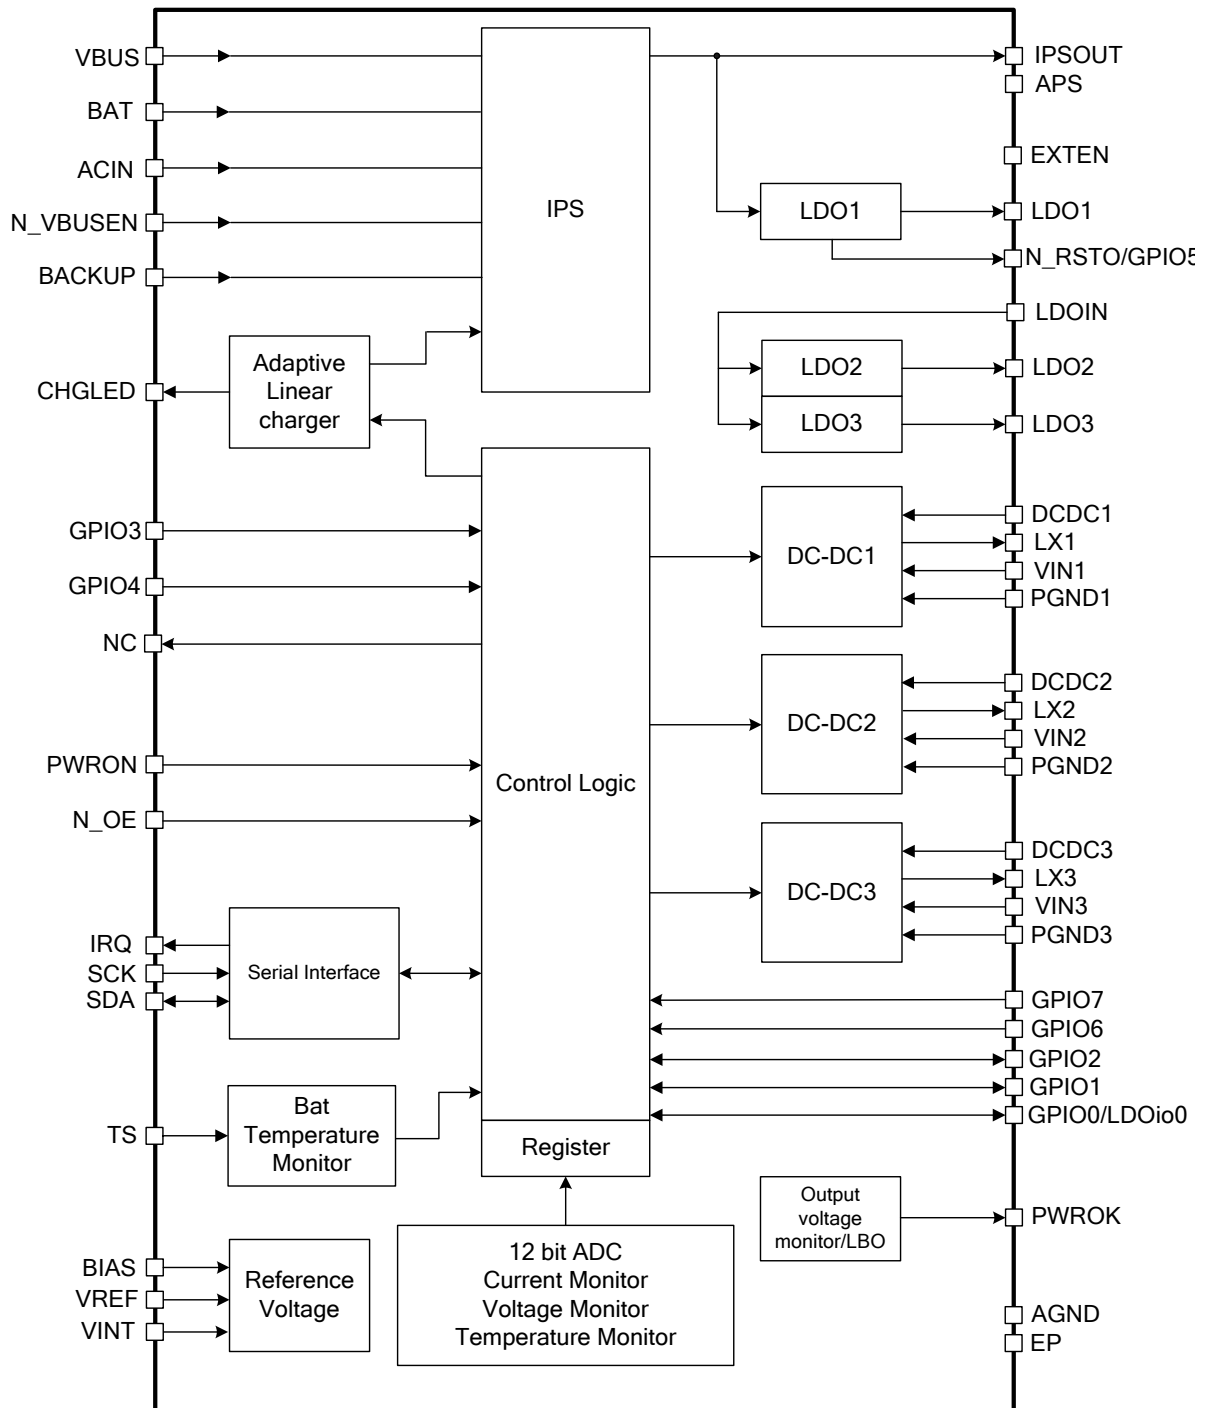 VBUS
BAT
ACIN
N_VBUSEN
BACKUP
CHGLED
GPIO3
GPIO4
NC
PWRON
N_OE
IRQ
SCK
SDA
TS
BIAS
VREF
VINT
Adaptive
Linear
charger
Serial Interface
Bat
Temperature
Monitor
Reference
Voltage
IPS
Control Logic
Register
12 bit ADC
Current Monitor
Voltage Monitor
Temperature Monitor
LDO1
LDO2
LDO3
DC-DC1
DC-DC2
DC-DC3
Output
voltage
monitor/LBO
IPSOUT
APS
EXTEN
LDO1
N_RSTO/GPIO5
LDOIN
LDO2
LDO3
DCDC1
LX1
VIN1
PGND1
DCDC2
LX2
VIN2
PGND2
DCDC3
LX3
VIN3
PGND3
GPIO7
GPIO6
GPIO2
GPIO1
GPIO0/LDOio0
PWROK
AGND
EP